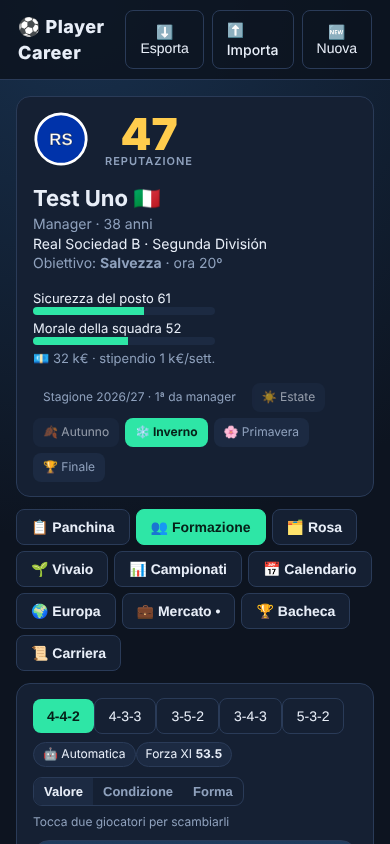 ⚽ Player Career
⬇️ Esporta
⬆️ Importa
🆕 Nuova
RS
47
REPUTAZIONE
Test Uno 🇮🇹
Manager · 38 anni
Real Sociedad B · Segunda División
Obiettivo: Salvezza · ora 20º
Sicurezza del posto 61
Morale della squadra 52
💶 32 k€ · stipendio 1 k€/sett.
Stagione 2026/27 · 1ª da manager
☀️ Estate
🍂 Autunno
❄️ Inverno
🌸 Primavera
🏆 Finale
📋 Panchina
👥 Formazione
🗂️ Rosa
🌱 Vivaio
📊 Campionati
📅 Calendario
🌍 Europa
💼 Mercato •
🏆 Bacheca
📜 Carriera
4-4-2
4-3-3
3-5-2
3-4-3
5-3-2
🤖 Automatica
Forza XI 53.5
Valore
Condizione
Forma
Tocca due giocatori per scambiarli